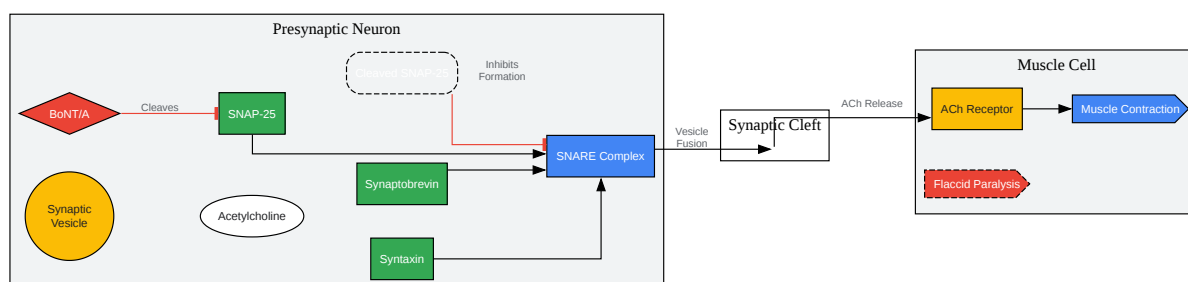 Presynaptic Neuron
Cleaved SNAP-25
Inhibits
Formation
BoNT/A
Cleaves
SNAP-25
SNARE Complex
Synaptobrevin
Synaptic
Vesicle
Acetylcholine
Syntaxin
Vesicle
Fusion
Synaptic Cleft
ACh Release
Muscle Cell
ACh Receptor
Muscle Contraction
Flaccid Paralysis